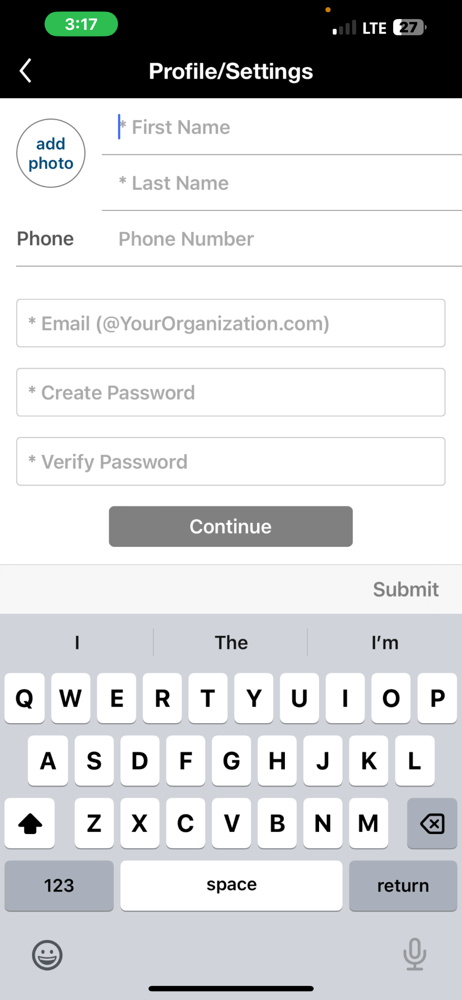 3:17
LTE 27
Profile/Settings
add
photo
* First Name
* Last Name
Phone
Phone Number
* Email (@YourOrganization.com)
* Create Password
* Verify Password
Continue
Submit
I The I’m
Q W E R T Y U I O P
A S D F G H J K L
Z X C V B N M
123 space return